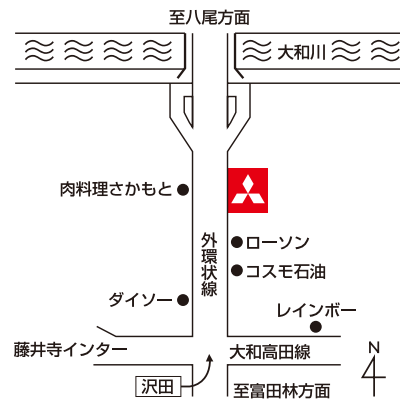 至八尾方面
大和川
肉料理さかもと
外環状線
ローソン
コスモ石油
ダイソー
レインボー
藤井寺インター
大和高田線
N
沢田
至富田林方面